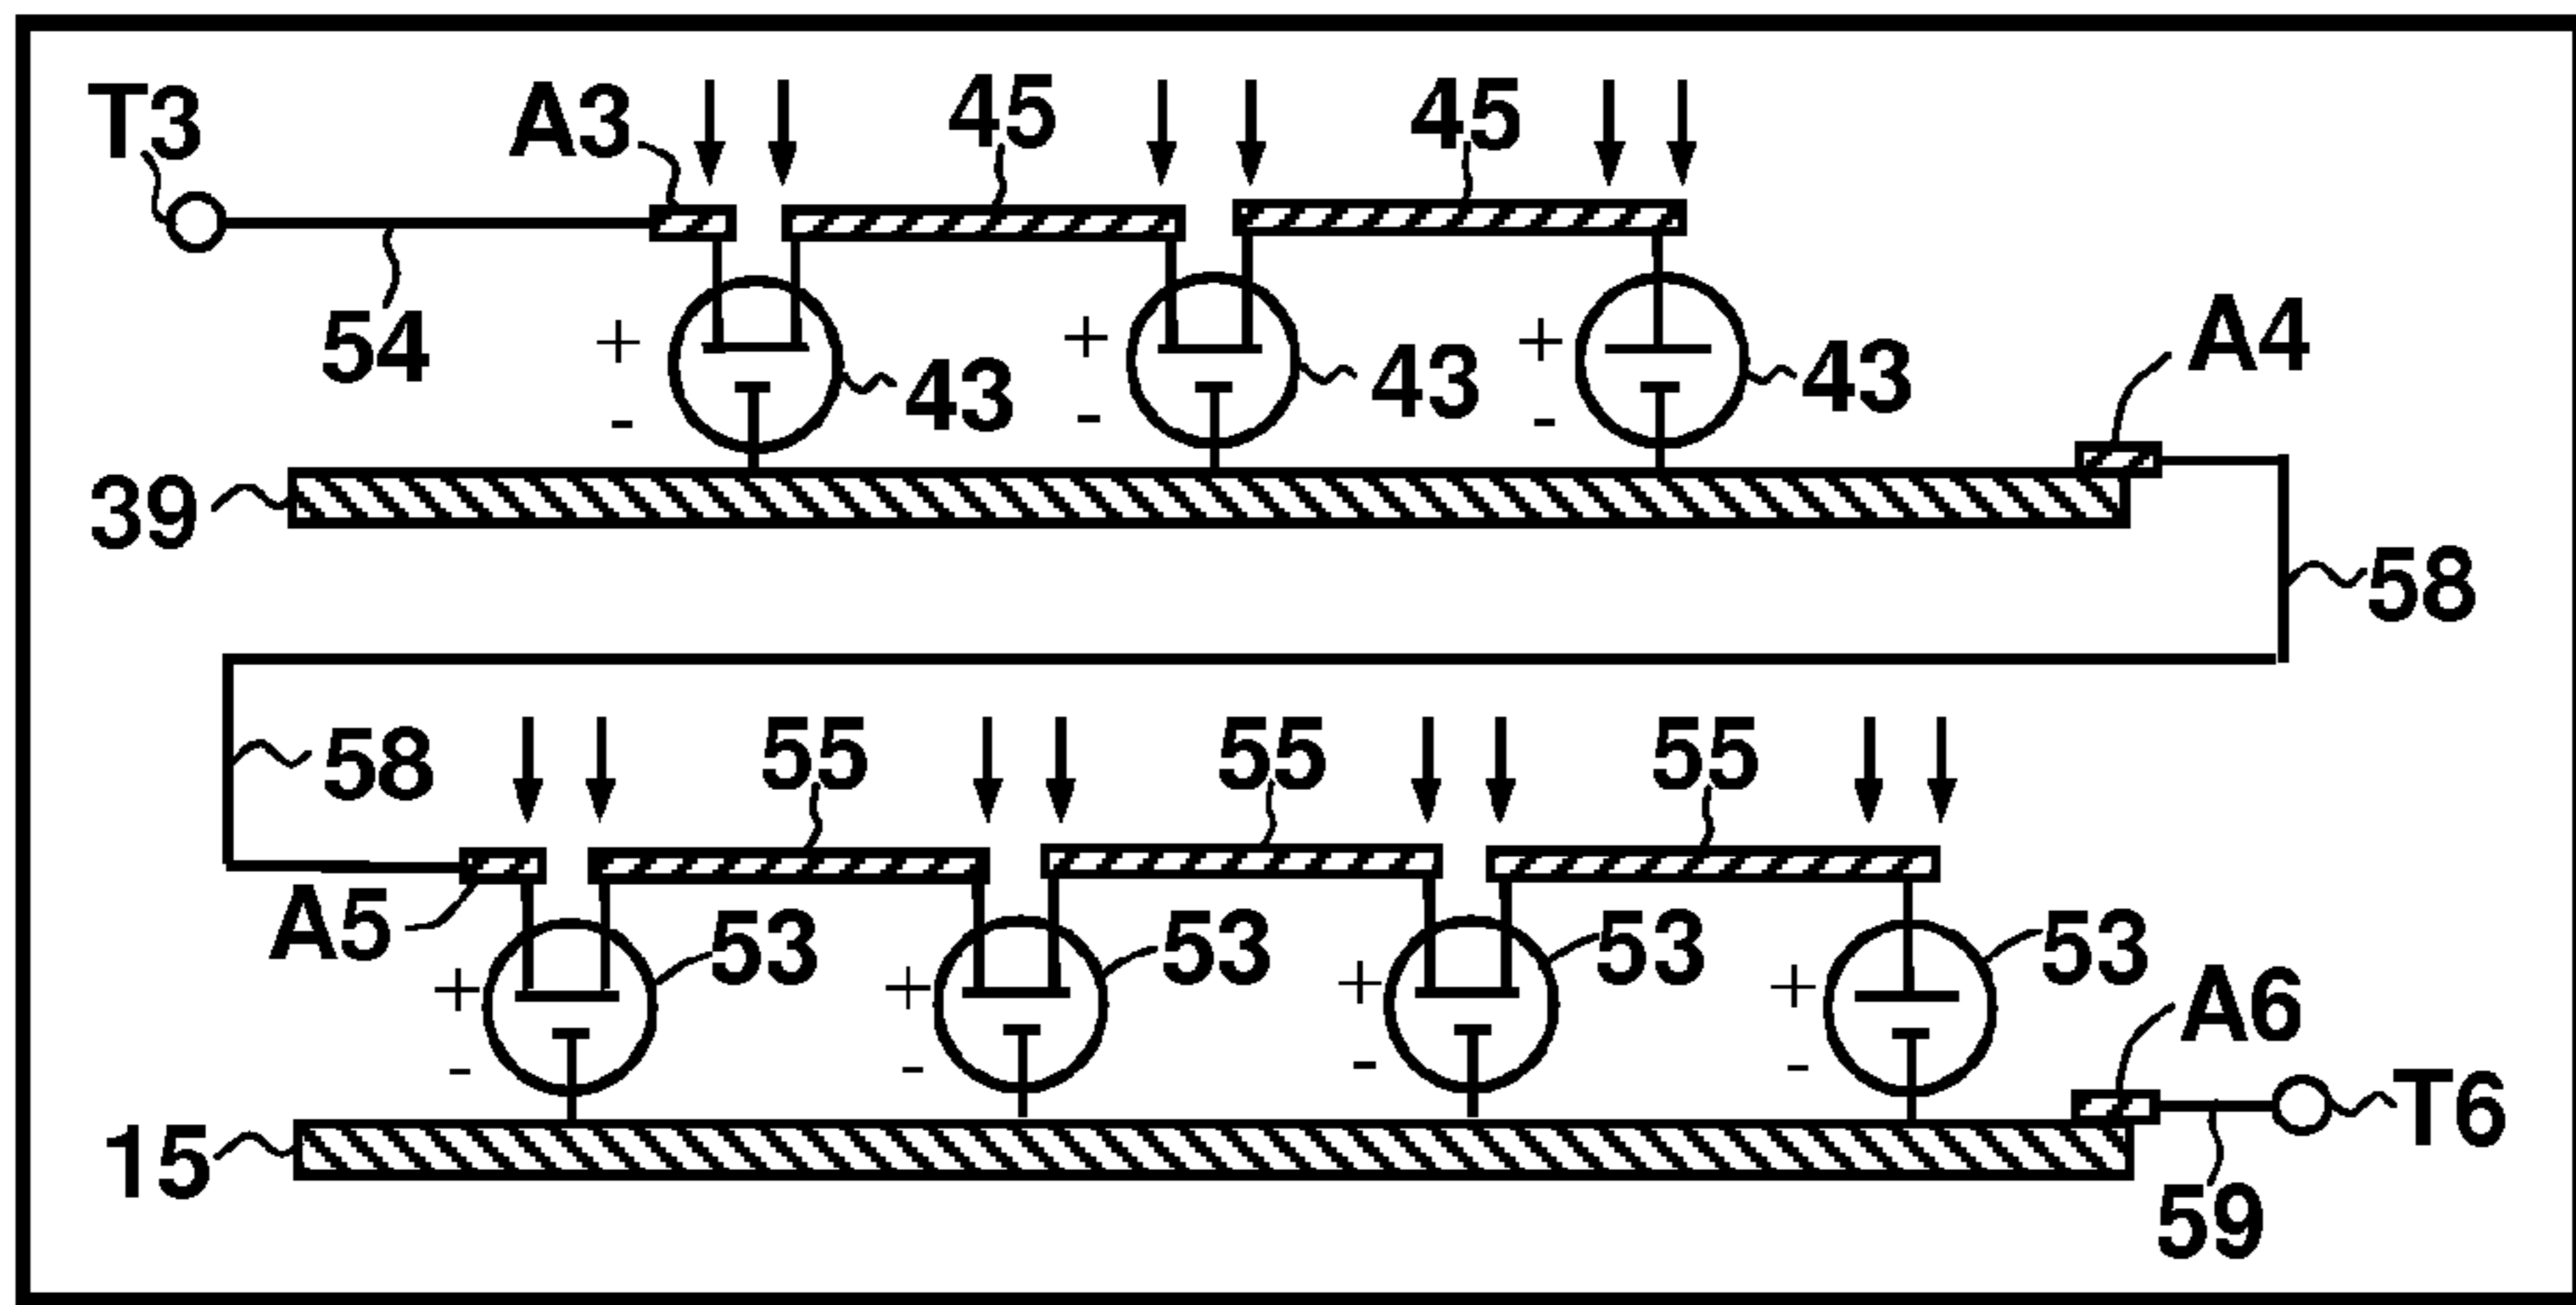 T3 A3 45 45
54
+ + +
43 43 43 A4
- - -
39
58
58 55 55 55
A5 53 53 53 53
+ + + +
A6
- - - -
T6
15
59